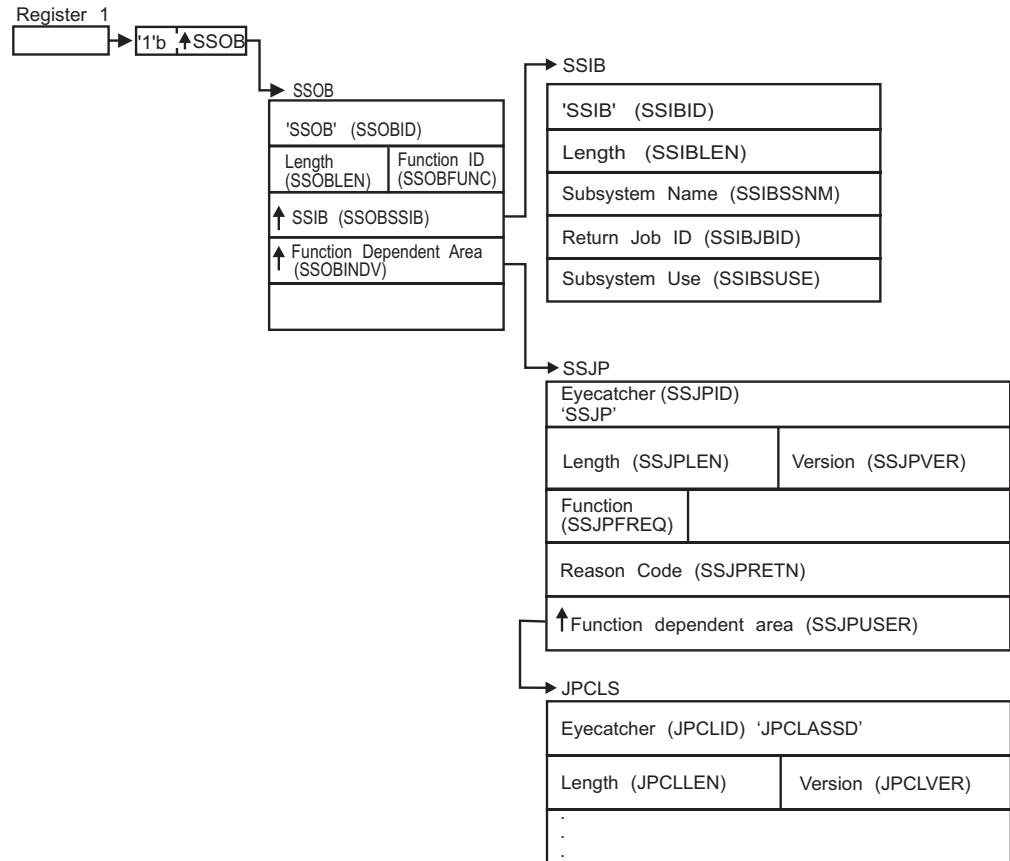 Register 1
'1'b SSOB
SSOB
'SSOB' (SSOBID)
Length
(SSOBLEN)
Function ID
(SSOBFUNC)
SSIB (SSOBSSIB)
Function Dependent Area
(SSOBINDV)
SSIB
'SSIB' (SSIBID)
Length (SSIBLEN)
Subsystem Name (SSIBSSNM)
Return Job ID (SSIBJBID)
Subsystem Use (SSIBSUSE)
SSJP
Eyecatcher (SSJPID)
‘SSJP’
Length (SSJPLEN)
Version (SSJPVER)
Function
(SSJPFREQ)
Reason Code (SSJPRETN)
Function dependent area (SSJPUSER)
JPCLS
Eyecatcher (JPCLID) ‘JPCLASSD’
Length (JPCLLEN)
Version (JPCLVER)
.
.
.